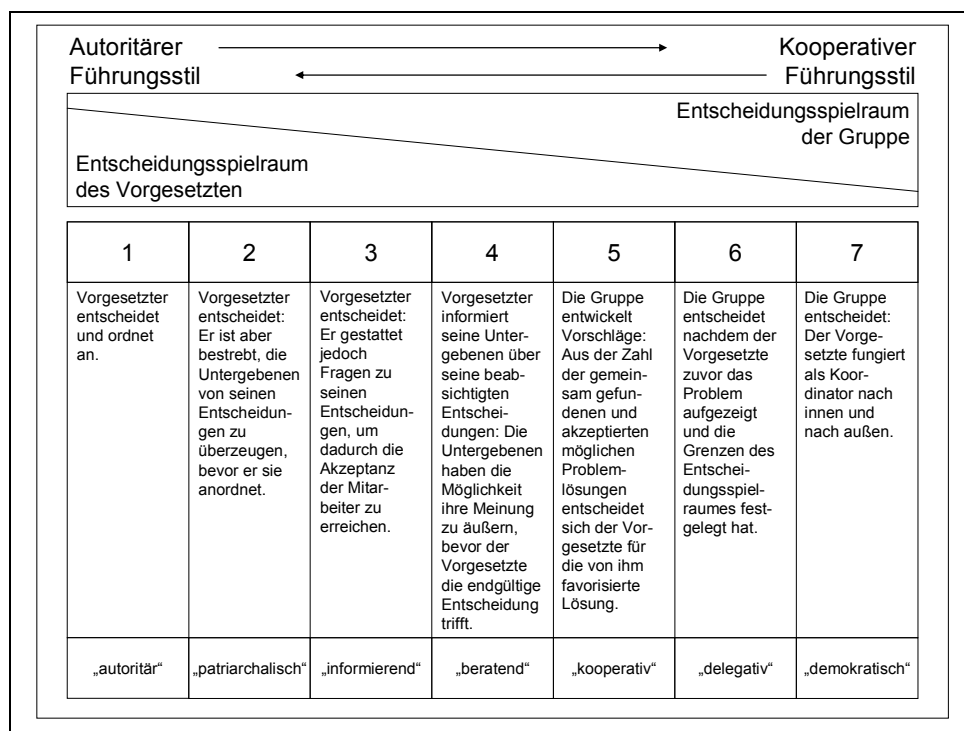 Autoritärer
Führungsstil
Kooperativer
Führungsstil
Entscheidungsspielraum
der Gruppe
Entscheidungsspielraum
des Vorgesetzten
1
2
3
4
5
6
7
Vorgesetzter
entscheidet
und ordnet
an.
Vorgesetzter
entscheidet:
Er ist aber
bestrebt, die
Untergebenen
von seinen
Entscheidun-
gen zu
überzeugen,
bevor er sie
anordnet.
Vorgesetzter
entscheidet:
Er gestattet
jedoch
Fragen zu
seinen
Entscheidun-
gen, um
dadurch die
Akzeptanz
der Mitar-
beiter zu
erreichen.
Vorgesetzter
informiert
seine Unter-
gebenen über
seine beab-
sichtigten
Entschei-
dungen: Die
Untergebenen
haben die
Möglichkeit
ihre Meinung
zu äußern,
bevor der
Vorgesetzte
die endgültige
Entscheidung
trifft.
Die Gruppe
entwickelt
Vorschläge:
Aus der Zahl
der gemein-
sam gefun-
denen und
akzeptierten
möglichen
Problem-
lösungen
entscheidet
sich der Vor-
gesetzte für
die von ihm
favorisierte
Lösung.
Die Gruppe
entscheidet
nachdem der
Vorgesetzte
zuvor das
Problem
aufgezeigt
und die
Grenzen des
Entschei-
dungsspiel-
raumes fest-
gelegt hat.
Die Gruppe
entscheidet:
Der Vorge-
setzte fungiert
als Koor-
dinator nach
innen und
nach außen.
„autoritär“
„patriarchalisch“
„informierend“
„beratend“
„kooperativ“
„delegativ“
„demokratisch“